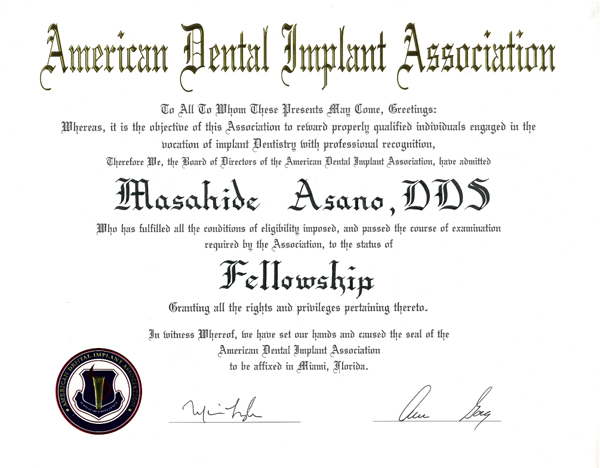 American Dental Implant Association
To All To Whom These Presents May Come, Greetings:
Whereas, it is the objective of this Association to reward properly qualified individuals engaged in the
vocation of implant Dentistry with professional recognition,
Therefore We, the Board of Directors of the American Dental Implant Association, have admitted
Masahide Asano, DDS
Who has fulfilled all the conditions of eligibility imposed, and passed the course of examination
required by the Association, to the status of
Fellowship
Granting all the rights and privileges pertaining thereto.
In witness Whereof, we have set our hands and caused the seal of the
American Dental Implant Association
to be affixed in Miami, Florida.
AMERICAN DENTAL IMPLANT ASSOCIATION